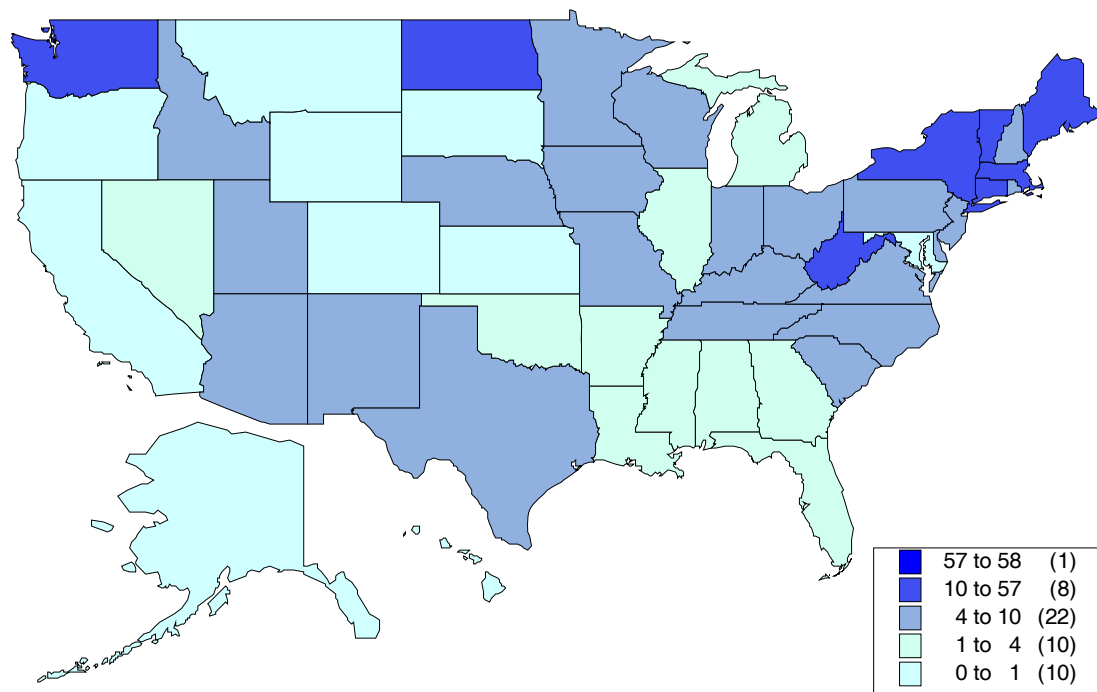 57 to 58 (1)
10 to 57 (8)
4 to 10 (22)
1 to 4 (10)
0 to 1 (10)